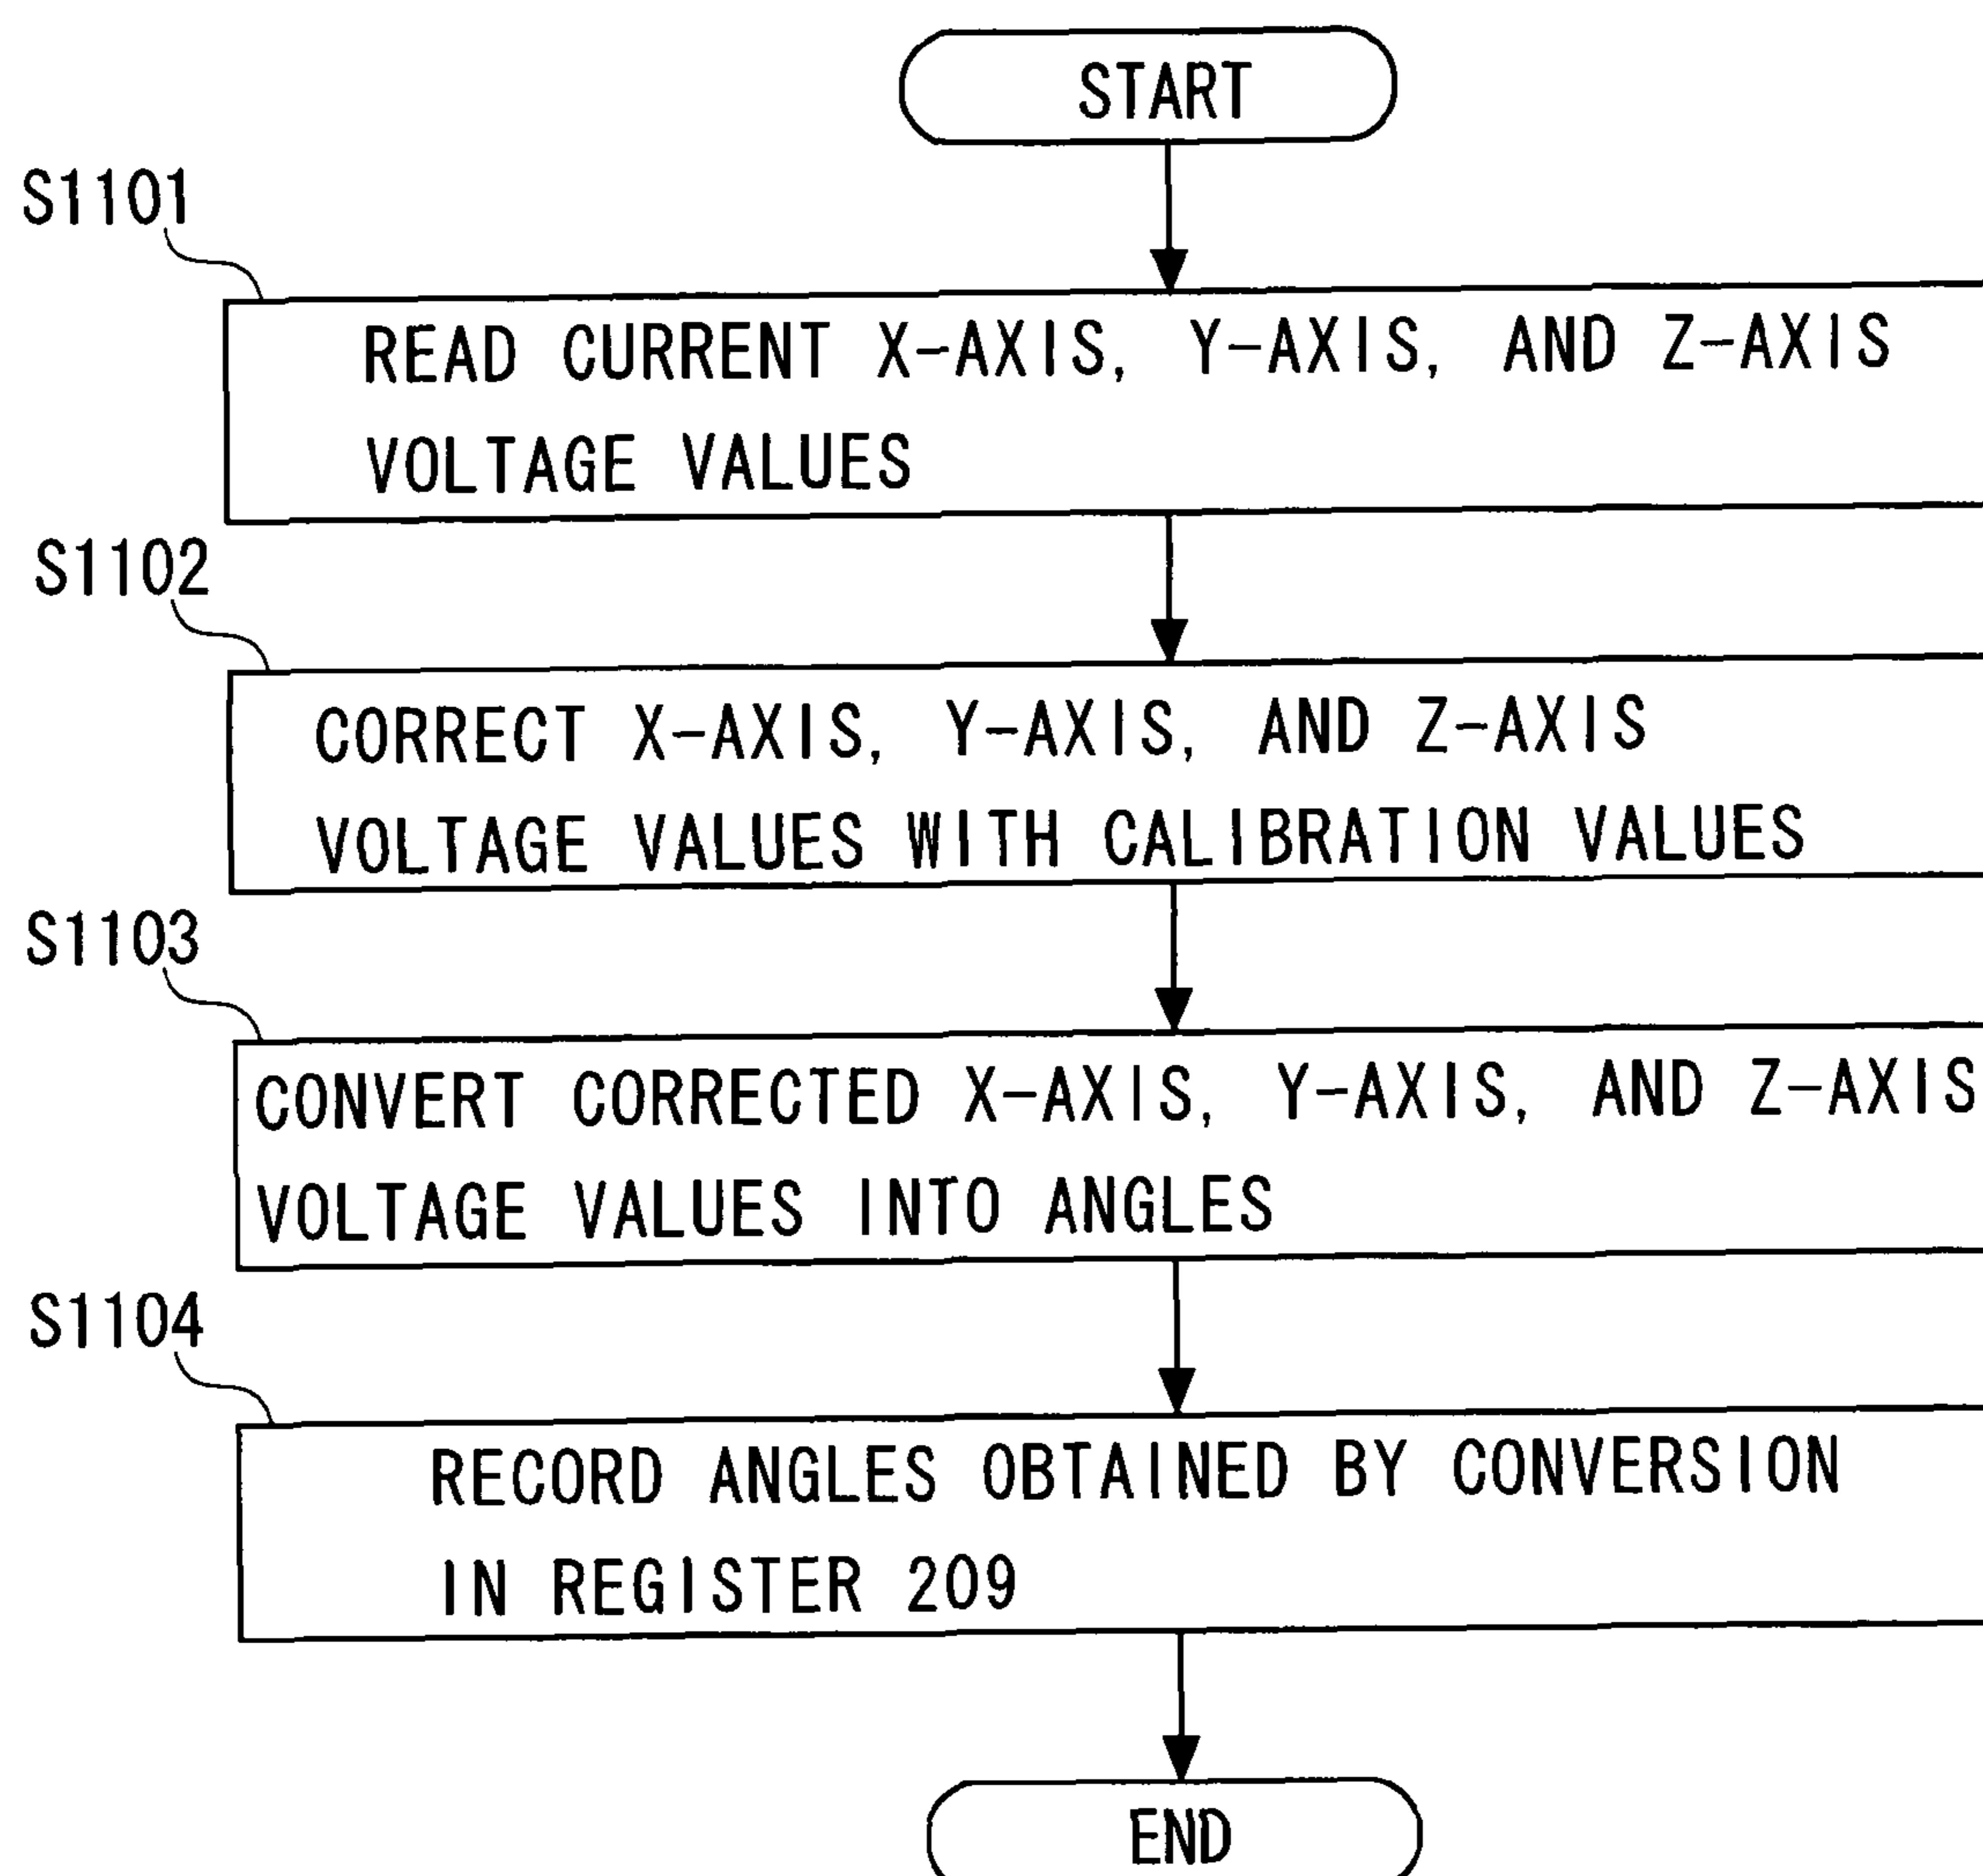 START
S1101
READ CURRENT X-AXIS, Y-AXIS, AND Z-AXIS
VOLTAGE VALUES
S1102
CORRECT X-AXIS, Y-AXIS, AND Z-AXIS
VOLTAGE VALUES WITH CALIBRATION VALUES
S1103
CONVERT CORRECTED X-AXIS, Y-AXIS, AND Z-AXIS
VOLTAGE VALUES INTO ANGLES
S1104
RECORD ANGLES OBTAINED BY CONVERSION
IN REGISTER 209
END